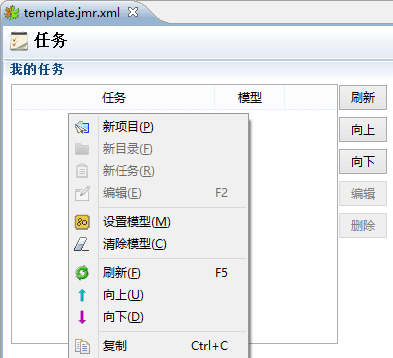 template.jmr.xml
任务
我的任务
任务 模型
刷新
向上
向下
编辑
删除
新项目(P)
新目录(F)
新任务(R)
编辑(E) F2
设置模型(M)
清除模型(C)
刷新(F) F5
向上(U)
向下(D)
复制 Ctrl+C